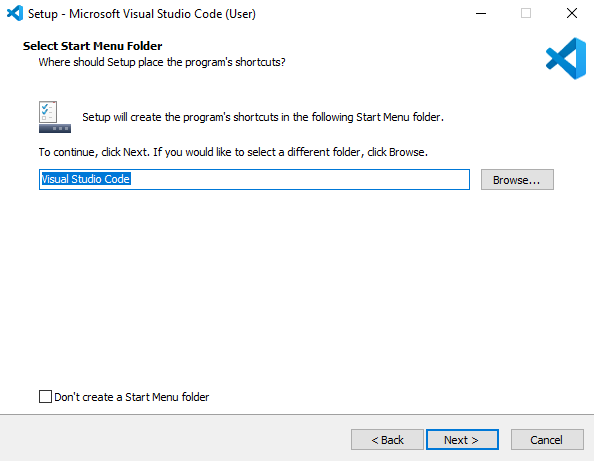 Setup - Microsoft Visual Studio Code (User)
Select Start Menu Folder
Where should Setup place the program's shortcuts?
Setup will create the program's shortcuts in the following Start Menu folder.
To continue, click Next. If you would like to select a different folder, click Browse.
Visual Studio Code
Browse...
Don't create a Start Menu folder
< Back
Next >
Cancel